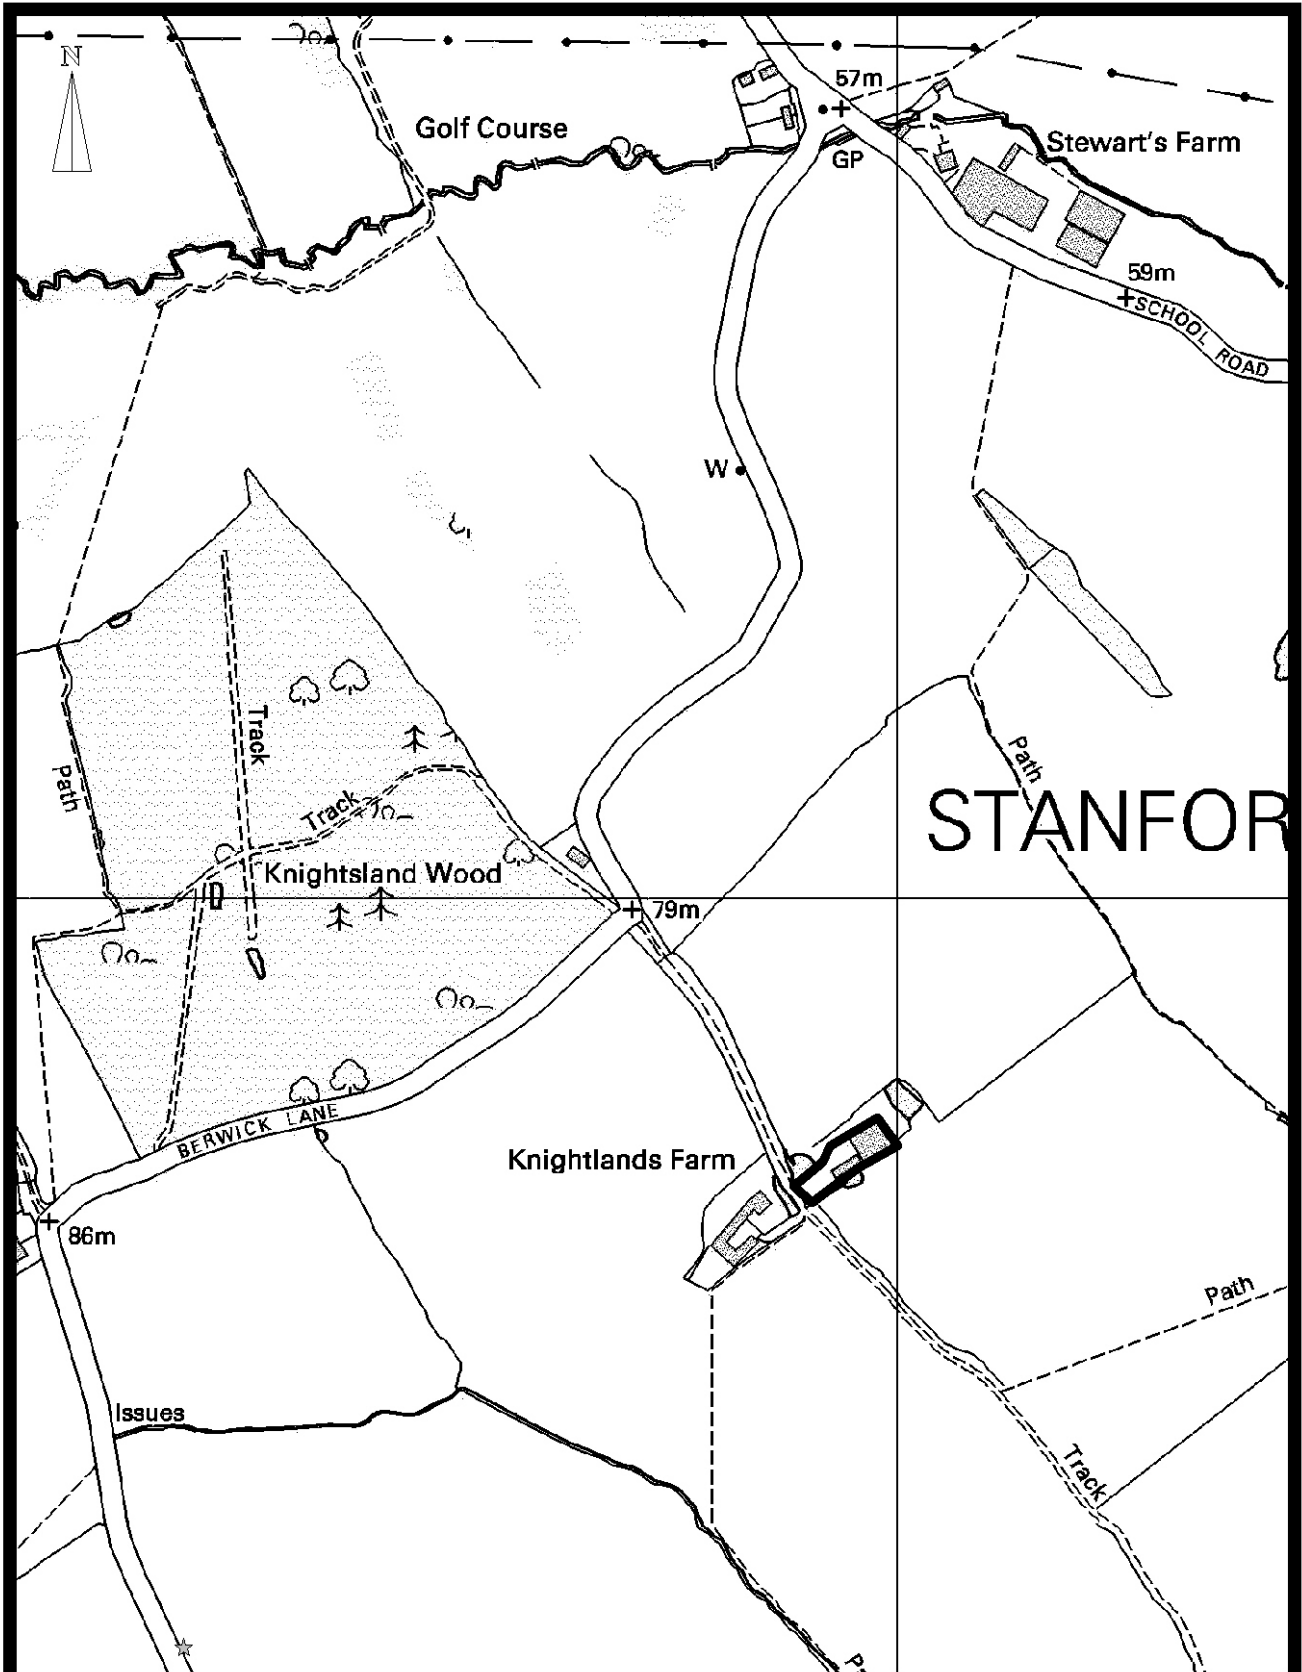 N
57m
Golf Course
GP
Stewart's Farm
59m
SCHOOL ROAD
W
Track
Path
Path
Track
STANFOR
Knightsland Wood
79m
BERWICK LANE
Knightlands Farm
86m
Path
Issues
Track